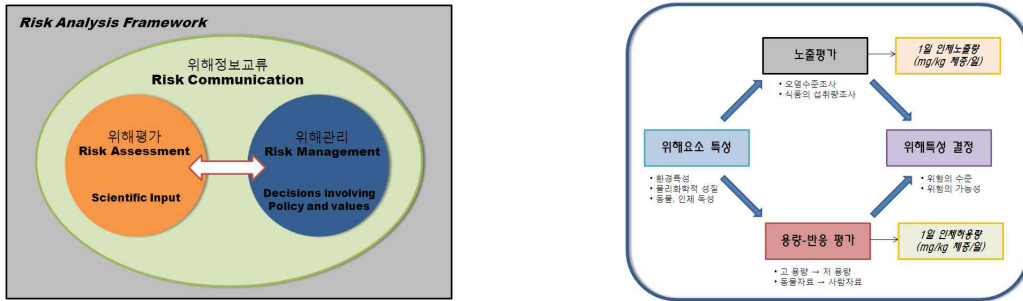 Risk Analysis Framework
위해정보교류
Risk Communication
위해평가
Risk Assessment
Scientific Input
위해관리
Risk Management
Decisions involving
Policy and values
노출평가
1일 인체노출량
(mg/kg 체중/일)
• 오염수준조사
• 식품의 섭취량조사
위해요소 특성
• 환경특성
• 물리화학적 성질
• 동물, 인체 독성
위해특성 결정
• 위험의 수준
• 위험의 가능성
용량-반응 평가
1일 인체허용량
(mg/kg 체중/일)
• 고 용량 → 저 용량
• 동물자료 → 사람자료